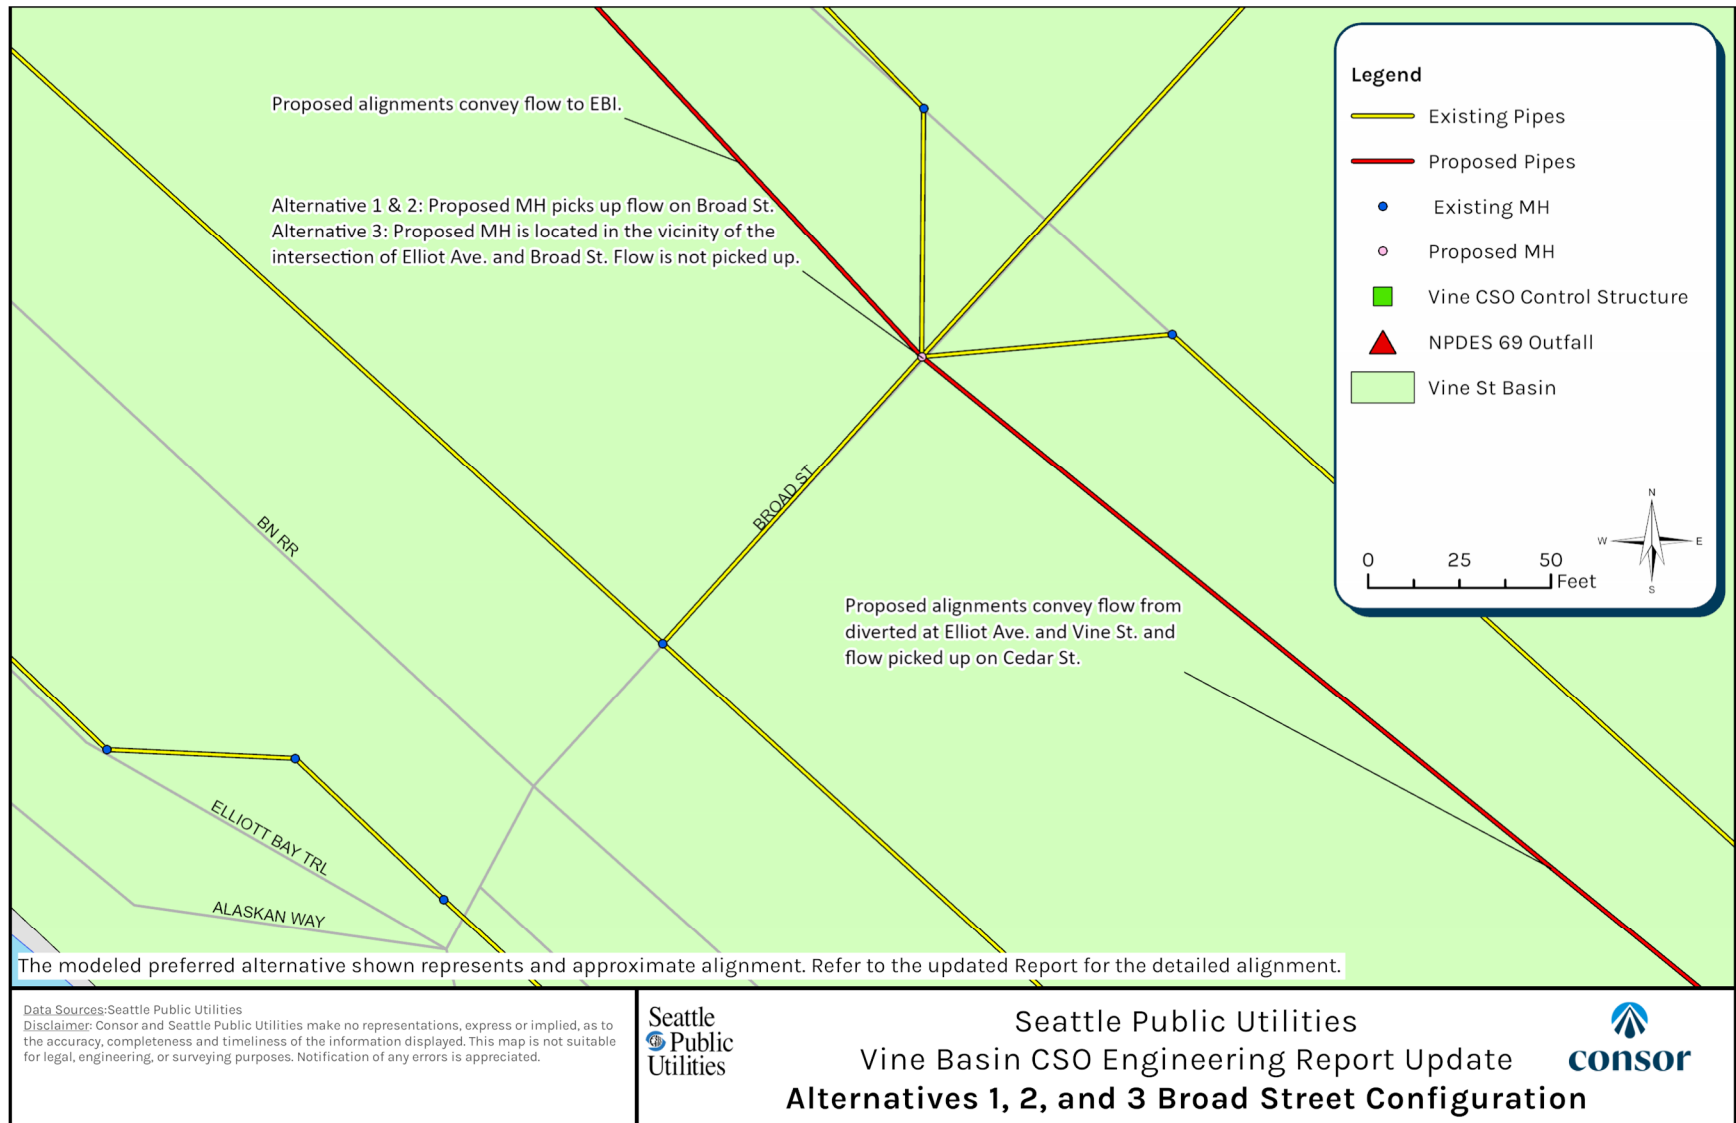 Proposed alignments convey flow to EBI.
Alternative 1 & 2: Proposed MH picks up flow on Broad St.
Alternative 3: Proposed MH is located in the vicinity of the
intersection of Elliot Ave. and Broad St. Flow is not picked up.
Legend
Existing Pipes
Proposed Pipes
Existing MH
Proposed MH
Vine CSO Control Structure
NPDES 69 Outfall
Vine St Basin
N
W E
S
0 25 50
Feet
BROAD ST
BN RR
Proposed alignments convey flow from
diverted at Elliot Ave. and Vine St. and
flow picked up on Cedar St.
ELLIOTT BAY TRL
ALASKAN WAY
The modeled preferred alternative shown represents and approximate alignment. Refer to the updated Report for the detailed alignment.
Data Sources:Seattle Public Utilities
Disclaimer: Consor and Seattle Public Utilities make no representations, express or implied, as to
the accuracy, completeness and timeliness of the information displayed. This map is not suitable
for legal, engineering, or surveying purposes. Notification of any errors is appreciated.
Seattle
Public
Utilities
Seattle Public Utilities
Vine Basin CSO Engineering Report Update
Alternatives 1, 2, and 3 Broad Street Configuration
consor